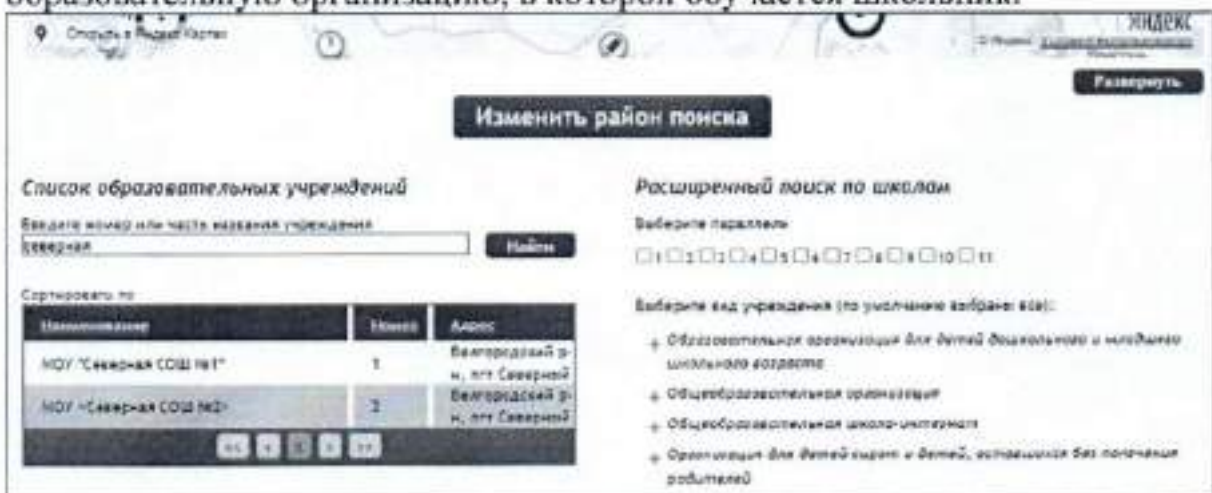 образовательную организацию, в которой обучается школьник.
Открыть в Яндекс Картах
Яндекс
© Яндекс
Развернуть
Изменить район поиска
Список образовательных учреждений
Введите номер или часть названия учреждения
северная
Найти
Сортировать по
Наименование Номер Адрес
МОУ "Северная СОШ №1" 1 Белгородский р-
н, пгт Северный
МОУ «Северная СОШ №2» 2 Белгородский р-
н, пгт Северный
<< < 1 > >>
Расширенный поиск по школам
Выберите параллель
1 2 3 4 5 6 7 8 9 10 11
Выберите вид учреждения (по умолчанию выбраны все):
+ Образовательная организация для детей дошкольного и младшего
школьного возраста
+ Общеобразовательная организация
+ Общеобразовательная школа-интернат
+ Организация для детей сирот и детей, оставшихся без попечения
родителей